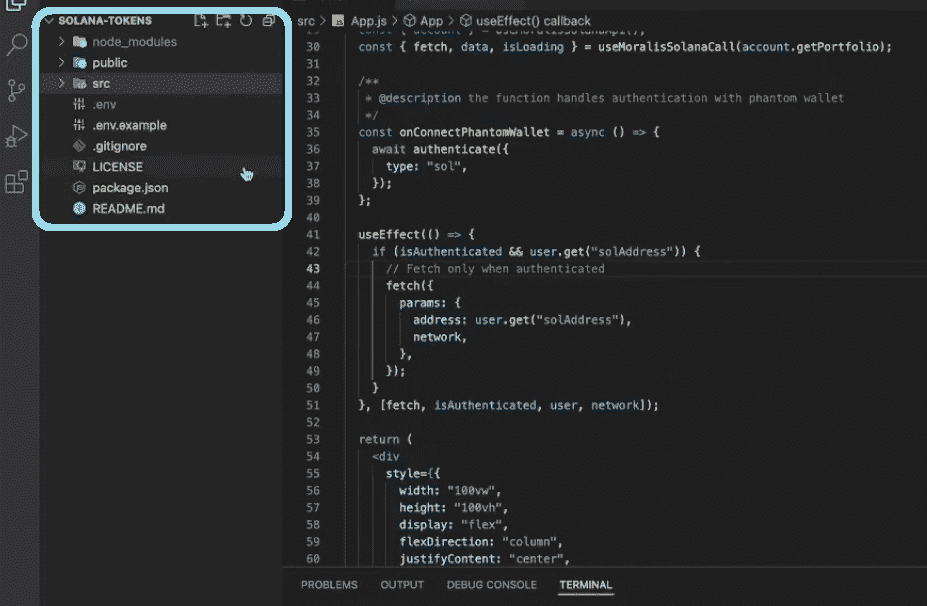 SOLANA-TOKENS
node_modules
public
src
.env
.env.example
.gitignore
LICENSE
package.json
README.md
src > App.js > App > useEffect() callback
30 const { fetch, data, isLoading } = useMoralisSolanaCall(account.getPortfolio);
31
32 /**
33 * @description the function handles authentication with phantom wallet
34 */
35 const onConnectPhantomWallet = async () => {
36 await authenticate({
37 type: "sol",
38 });
39 };
40
41 useEffect(() => {
42 if (isAuthenticated && user.get("solAddress")) {
43 // Fetch only when authenticated
44 fetch({
45 params: {
46 address: user.get("solAddress"),
47 network,
48 },
49 });
50 }
51 }, [fetch, isAuthenticated, user, network]);
52
53 return (
54 <div
55 style={{
56 width: "100vw",
57 height: "100vh",
58 display: "flex",
59 flexDirection: "column",
60 justifyContent: "center",
PROBLEMS OUTPUT DEBUG CONSOLE TERMINAL